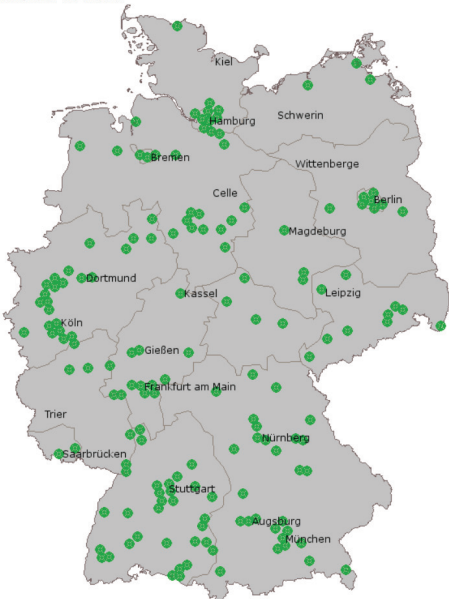 Kiel
Schwerin
Hamburg
Bremen
Wittenberge
Celle
Berlin
Magdeburg
Dortmund
Kassel
Leipzig
Köln
Gießen
Frankfurt am Main
Trier
Nürnberg
Saarbrücken
Stuttgart
Augsburg
München